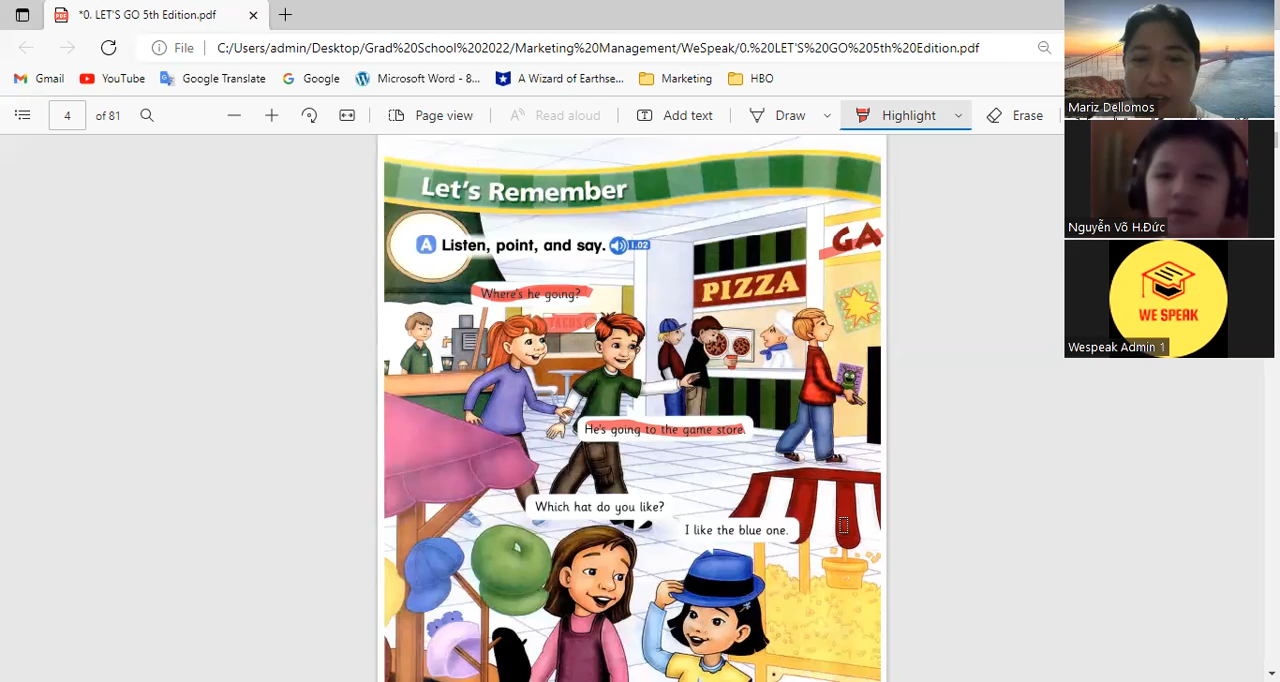 *0. LET'S GO 5th Edition.pdf
File
C:/Users/admin/Desktop/Grad%20School%202022/Marketing%20Management/WeSpeak/0.%20LET'S%20GO%205th%20Edition.pdf
Gmail
YouTube
Google Translate
Google
Microsoft Word - 8...
A Wizard of Earthse...
Marketing
HBO
4
of 81
Page view
Read aloud
Add text
Draw
Highlight
Erase
Let's Remember
A Listen, point, and say. 1.02
GA
Where's he going?
PIZZA
TACOS
He's going to the game store.
Which hat do you like?
I like the blue one.
Mariz Dellomos
Nguyễn Võ H.Đức
WE SPEAK
Wespeak Admin 1